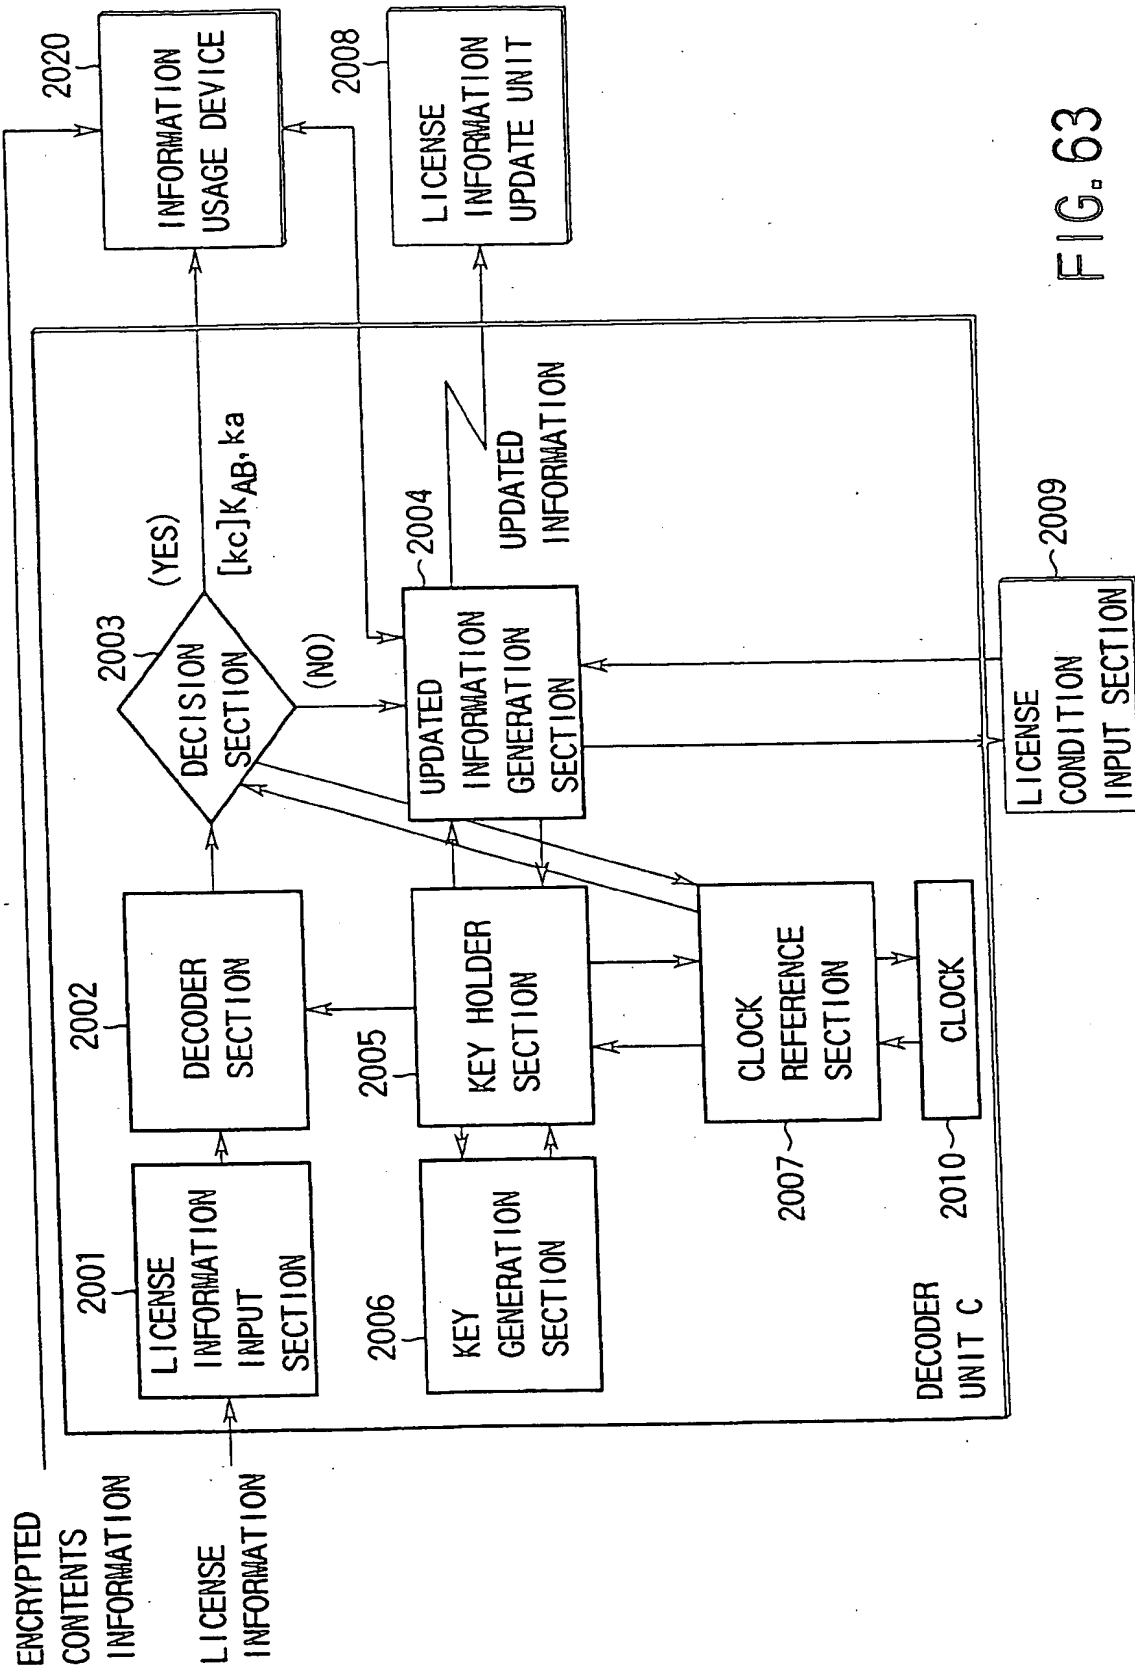 ENCRYPTED
CONTENTS
INFORMATION
LICENSE
INFORMATION
2001
LICENSE
INFORMATION
INPUT
SECTION
2002
DECODER
SECTION
2003
DECISION
SECTION
(YES)
[kc]KAB, ka
(NO)
2020
INFORMATION
USAGE DEVICE
2006
KEY
GENERATION
SECTION
2005
KEY HOLDER
SECTION
2004
UPDATED
INFORMATION
GENERATION
SECTION
UPDATED
INFORMATION
2008
LICENSE
INFORMATION
UPDATE UNIT
2007
CLOCK
REFERENCE
SECTION
2010
CLOCK
DECODER
UNIT C
2009
LICENSE
CONDITION
INPUT SECTION
FIG. 63